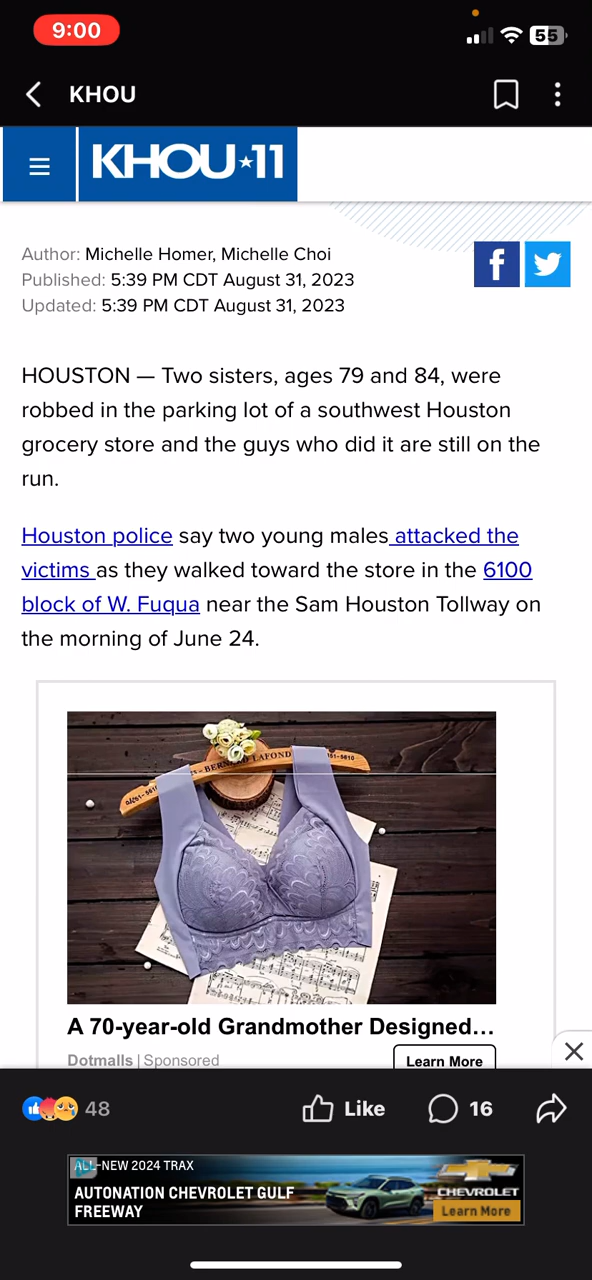 9:00
55
KHOU
KHOU★11
Author: Michelle Homer, Michelle Choi
Published: 5:39 PM CDT August 31, 2023
Updated: 5:39 PM CDT August 31, 2023
HOUSTON — Two sisters, ages 79 and 84, were
robbed in the parking lot of a southwest Houston
grocery store and the guys who did it are still on the
run.
Houston police say two young males attacked the
victims as they walked toward the store in the 6100
block of W. Fuqua near the Sam Houston Tollway on
the morning of June 24.
A 70-year-old Grandmother Designed...
Dotmalls | Sponsored
Learn More
48
Like
16
ALL-NEW 2024 TRAX
AUTONATION CHEVROLET GULF
FREEWAY
CHEVROLET
Learn More